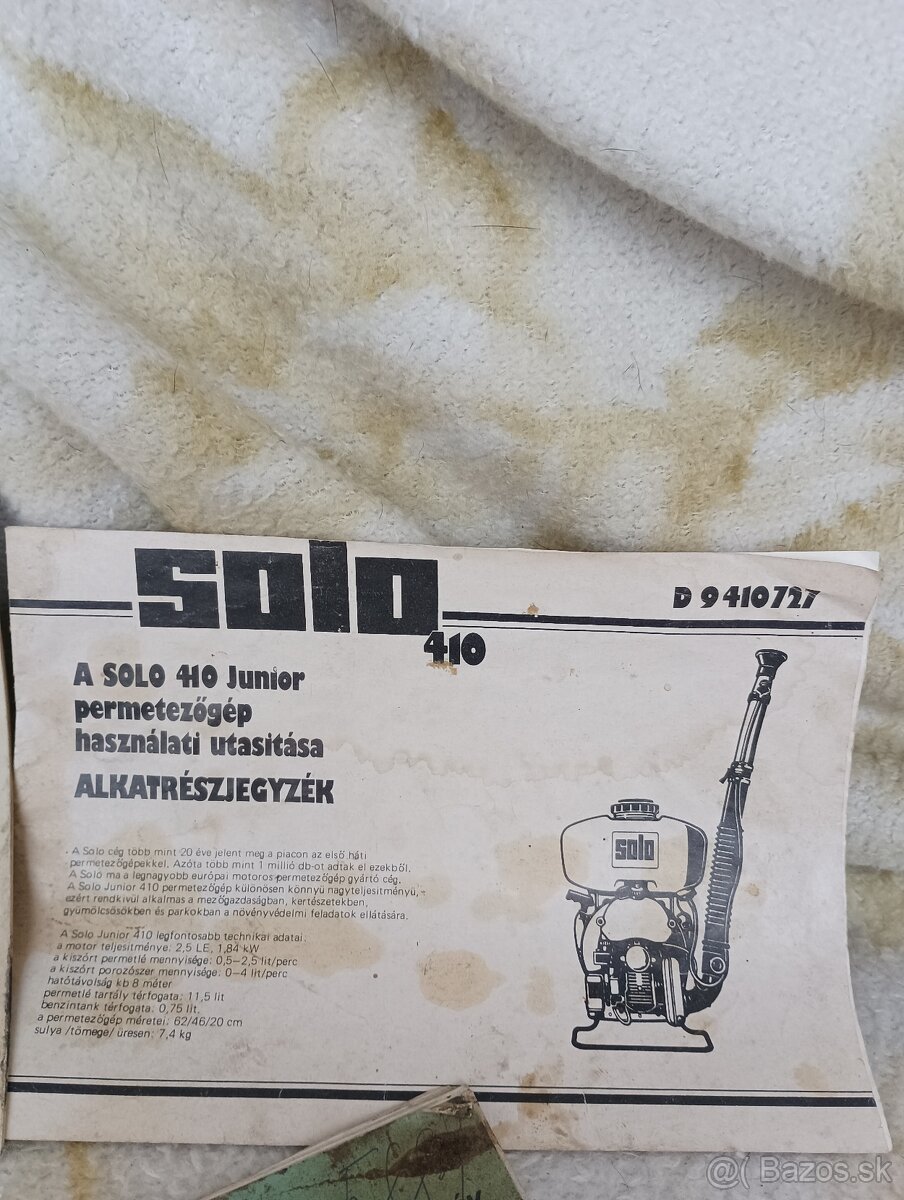 solo
410
D 9410727
A SOLO 410 Junior
permetezőgép
használati utasitása
ALKATRÉSZJEGYZÉK
A Solo cég több mint 20 éve jelent meg a piacon az első háti
permetezőgépekkel. Azóta több mint 1 millió db-ot adtak el ezekből,
A Solo ma a legnagyobb európai motoros permetezőgép gyártó cég.
A Solo Junior 410 permetezőgép különösen könnyü nagyteljesitményü,
ezért rendkivül alkalmas a mezőgazdaságban, kertészetekben,
gyümölcsösökben és parkokban a növényvédelmi feladatok ellátására.
A Solo Junior 410 legfontosabb technikai adatai:
a motor teljesitménye: 2,5 LE, 1,84 kW
a kiszórt permetlé mennyisége: 0,5–2,5 lit/perc
a kiszórt porozószer mennyisége: 0–4 lit/perc
hatótávolság kb 8 méter
permetlé tartály térfogata: 11,5 lit
benzintank térfogata: 0,75 lit,
a permetezőgép méretei: 62/46/20 cm
sulya /tömege/ üresen: 7,4 kg
solo
@( Bazos.sk